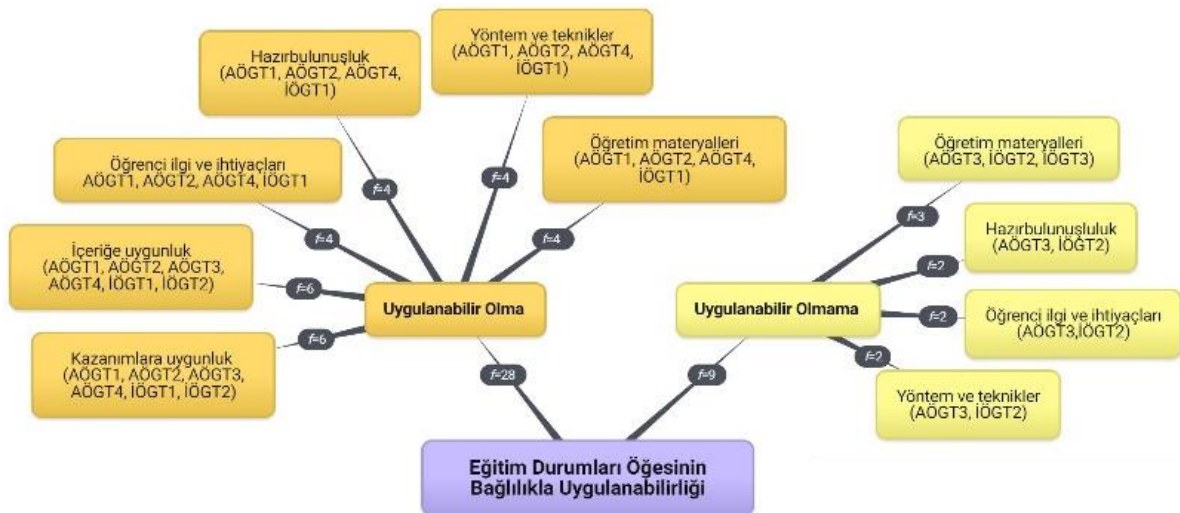 Yöntem ve teknikler
(AÖGT1, AÖGT2, AÖGT4,
İÖGT1)
Hazırbulunuşluk
(AÖGT1, AÖGT2, AÖGT4,
İÖGT1)
Öğretim materyalleri
(AÖGT1, AÖGT2, AÖGT4,
İÖGT1)
Öğretim materyalleri
(AÖGT3, İÖGT2, İÖGT3)
Öğrenci ilgi ve ihtiyaçları
AÖGT1, AÖGT2, AÖGT4, İÖGT1
f=4
f=4
f=4
f=4
f=3
Hazırbulunuşluluk
(AÖGT3, İÖGT2)
İçeriğe uygunluk
(AÖGT1, AÖGT2, AÖGT3,
AÖGT4, İÖGT1, İÖGT2)
f=6
f=2
Uygulanabilir Olma
Uygulanabilir Olmama
f=2
Öğrenci ilgi ve ihtiyaçları
(AÖGT3,İÖGT2)
Kazanımlara uygunluk
(AÖGT1, AÖGT2, AÖGT3,
AÖGT4, İÖGT1, İÖGT2)
f=6
f=2
f=28
f=9
Yöntem ve teknikler
(AÖGT3, İÖGT2)
Eğitim Durumları Öğesinin
Bağlılıkla Uygulanabilirliği